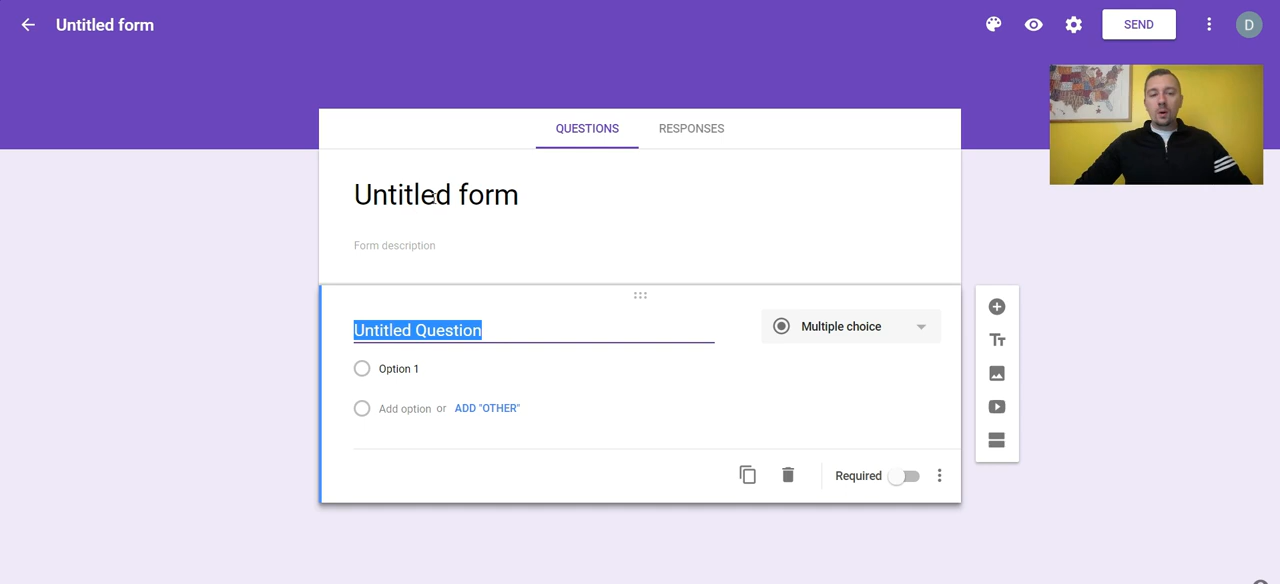 Untitled form
SEND
D
QUESTIONS
RESPONSES
Untitled form
Form description
Untitled Question
Multiple choice
Option 1
Add option or ADD "OTHER"
Required